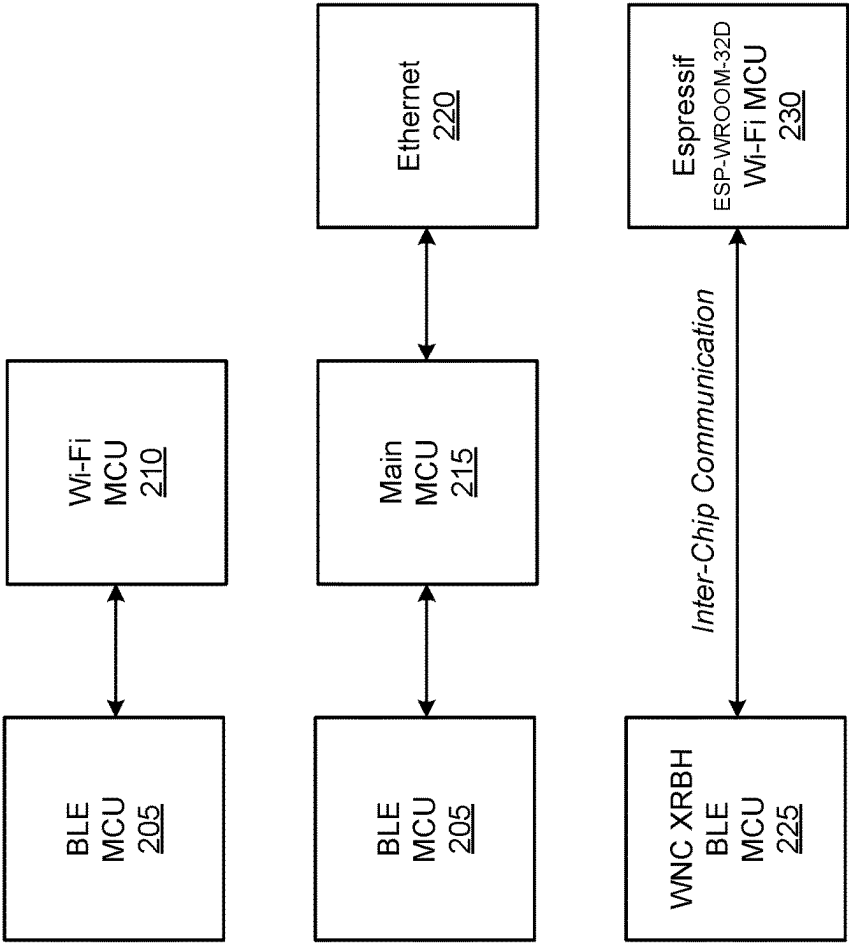 BLE
MCU
205
Wi-Fi
MCU
210
BLE
MCU
205
Main
MCU
215
Ethernet
220
WNC XRBH
BLE
MCU
225
Inter-Chip Communication
Espressif
ESP-WROOM-32D
Wi-Fi MCU
230